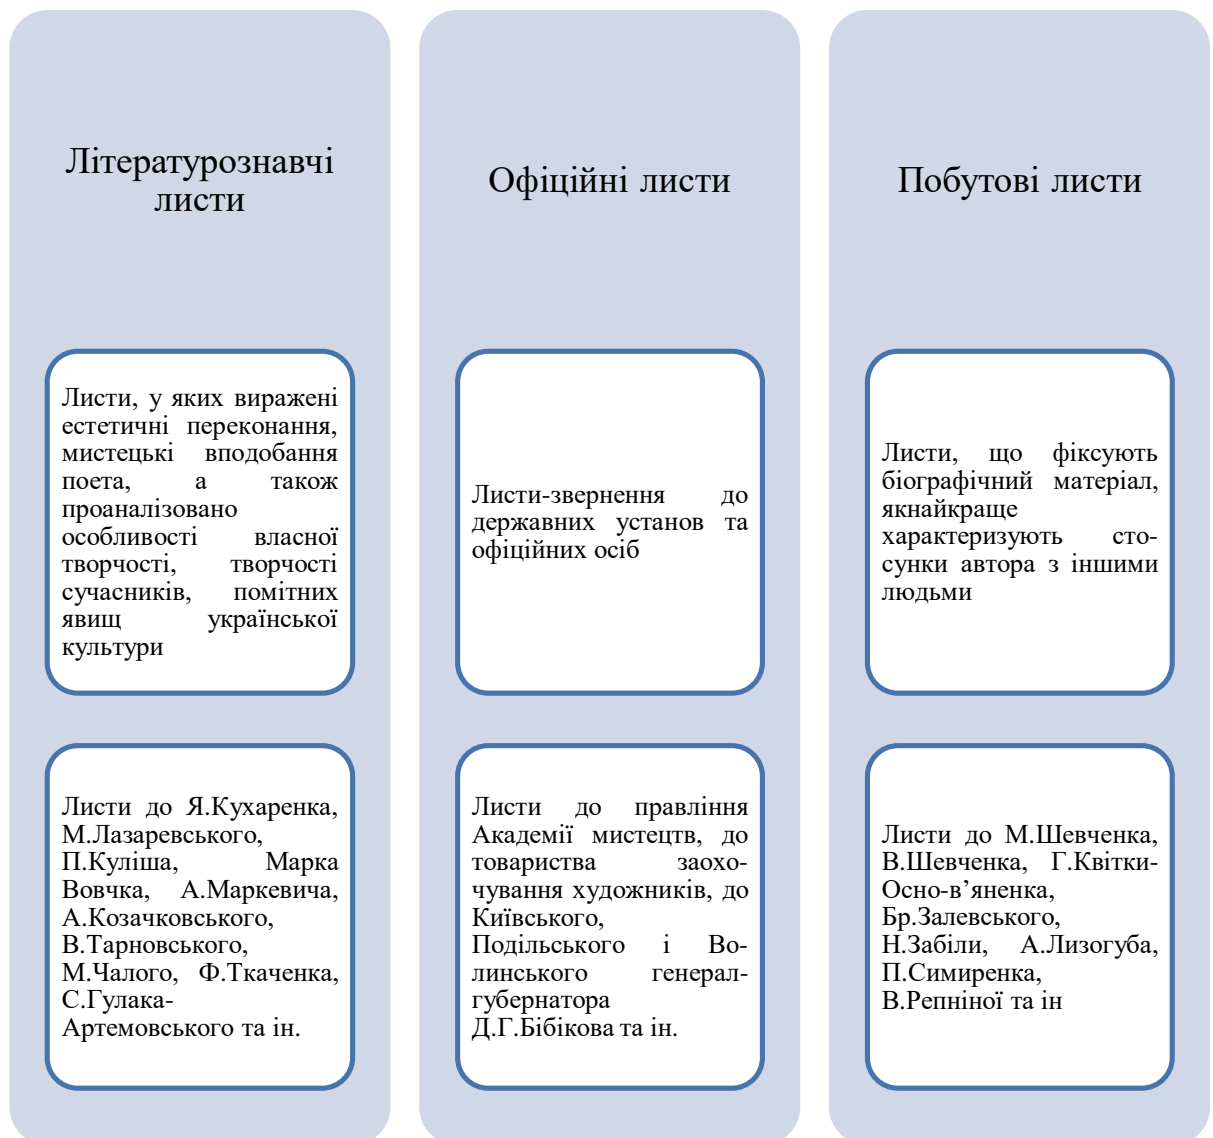 Літературознавчі
листи
Листи, у яких виражені
естетичні переконання,
мистецькі вподобання
поета, а також
проаналізовано
особливості власної
творчості, творчості
сучасників, помітних
явищ української
культури
Листи до Я.Кухаренка,
М.Лазаревського,
П.Куліша, Марка
Вовчка, А.Маркевича,
А.Козачковського,
В.Тарновського,
М.Чалого, Ф.Ткаченка,
С.Гулака-
Артемовського та ін.
Офіційні листи
Листи-звернення до
державних установ та
офіційних осіб
Листи до правління
Академії мистецтв, до
товариства заохо-
чування художників, до
Київського,
Подільського і Во-
линського генерал-
губернатора
Д.Г.Бібікова та ін.
Побутові листи
Листи, що фіксують
біографічний матеріал,
якнайкраще
характеризують сто-
сунки автора з іншими
людьми
Листи до М.Шевченка,
В.Шевченка, Г.Квітки-
Осно-в’яненка,
Бр.Залевського,
Н.Забіли, А.Лизогуба,
П.Симиренка,
В.Репніної та ін